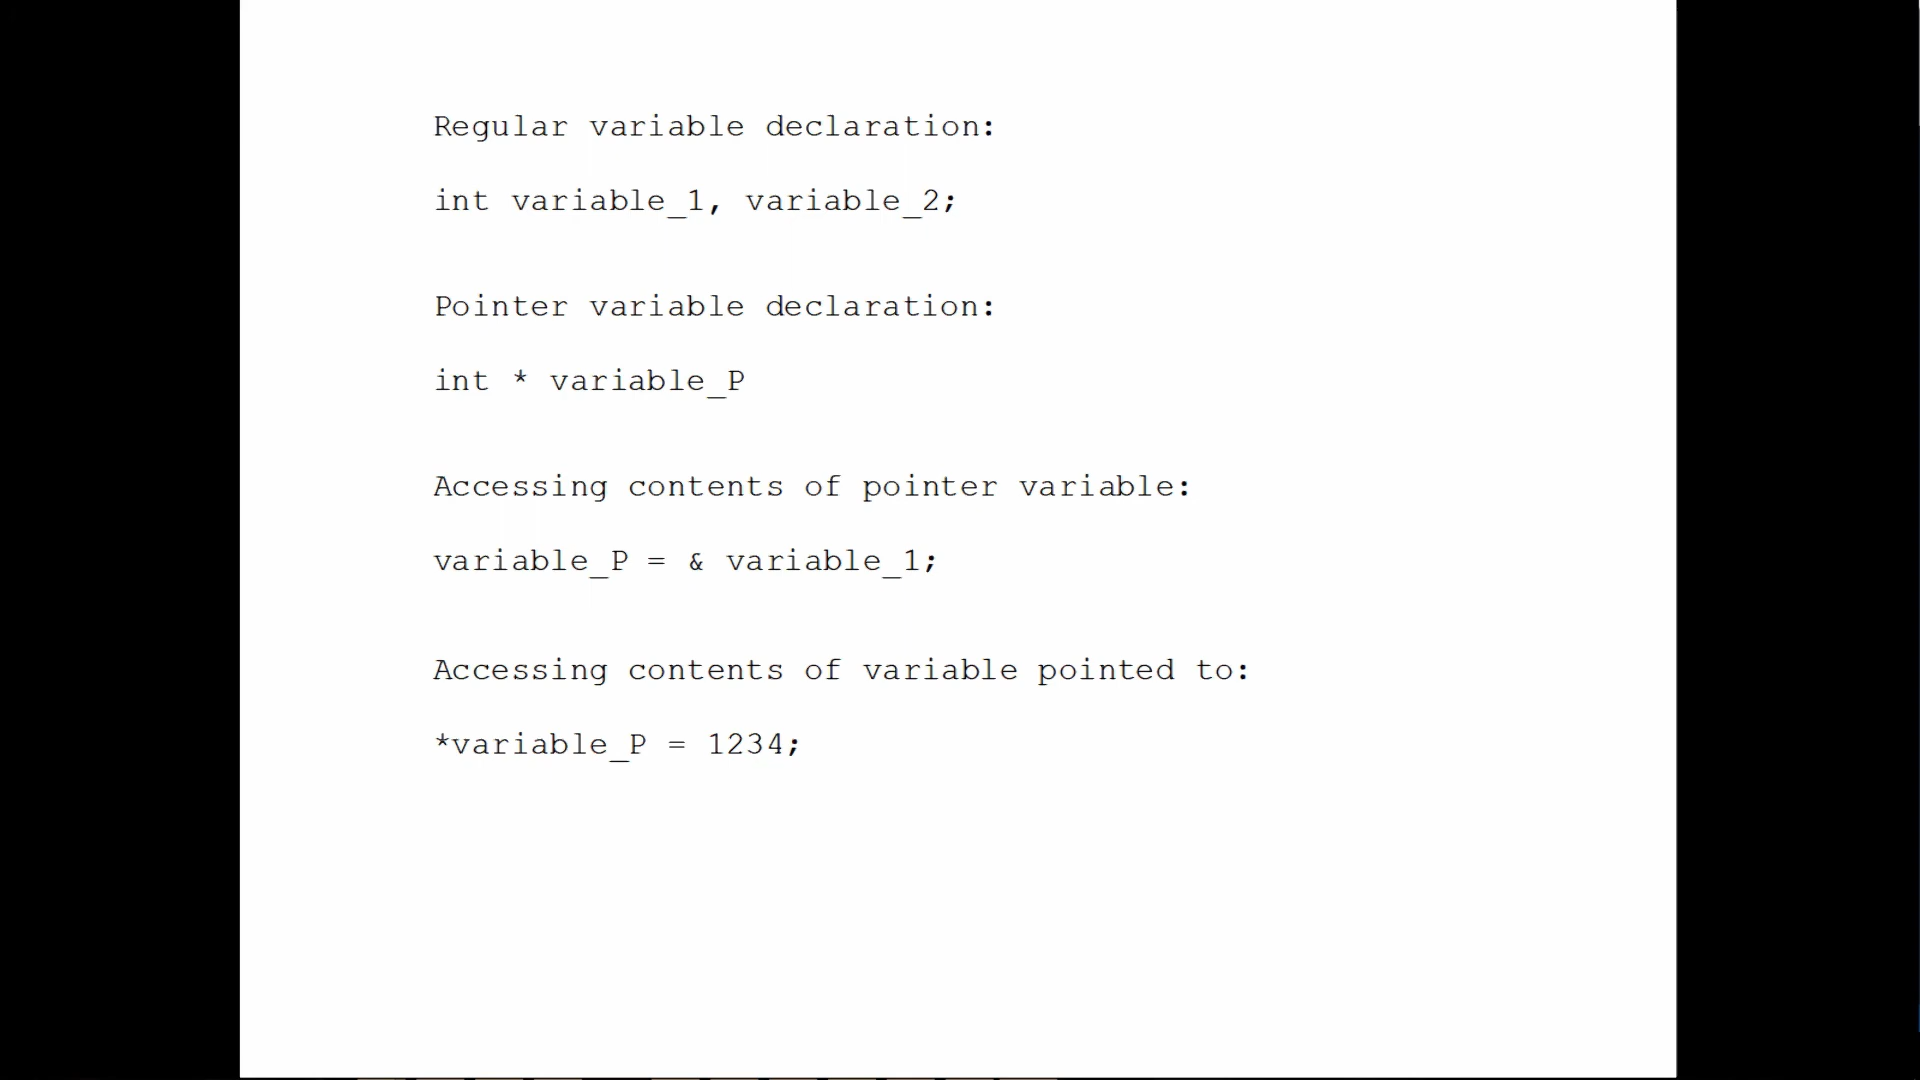 Regular variable declaration:
int variable_1, variable_2;
Pointer variable declaration:
int * variable_P
Accessing contents of pointer variable:
variable_P = & variable_1;
Accessing contents of variable pointed to:
*variable_P = 1234;